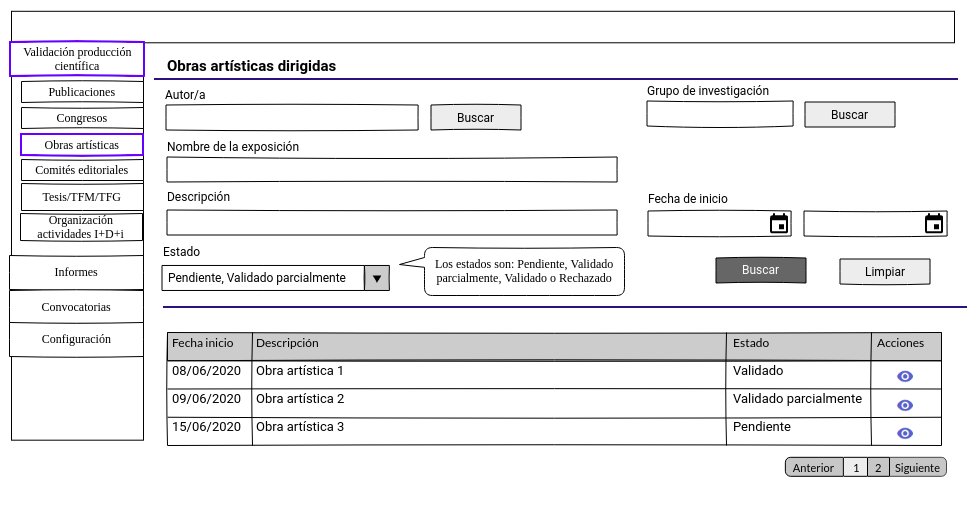 Validación producción
científica
Publicaciones
Congresos
Obras artísticas
Comités editoriales
Tesis/TFM/TFG
Organización
actividades I+D+i
Informes
Convocatorias
Configuración
Obras artísticas dirigidas
Autor/a
Buscar
Grupo de investigación
Buscar
Nombre de la exposición
Descripción
Fecha de inicio
Estado
Pendiente, Validado parcialmente
Los estados son: Pendiente, Validado
parcialmente, Validado o Rechazado
Buscar
Limpiar
Fecha inicio Descripción Estado Acciones
08/06/2020 Obra artística 1 Validado
09/06/2020 Obra artística 2 Validado parcialmente
15/06/2020 Obra artística 3 Pendiente
Anterior 1 2 Siguiente